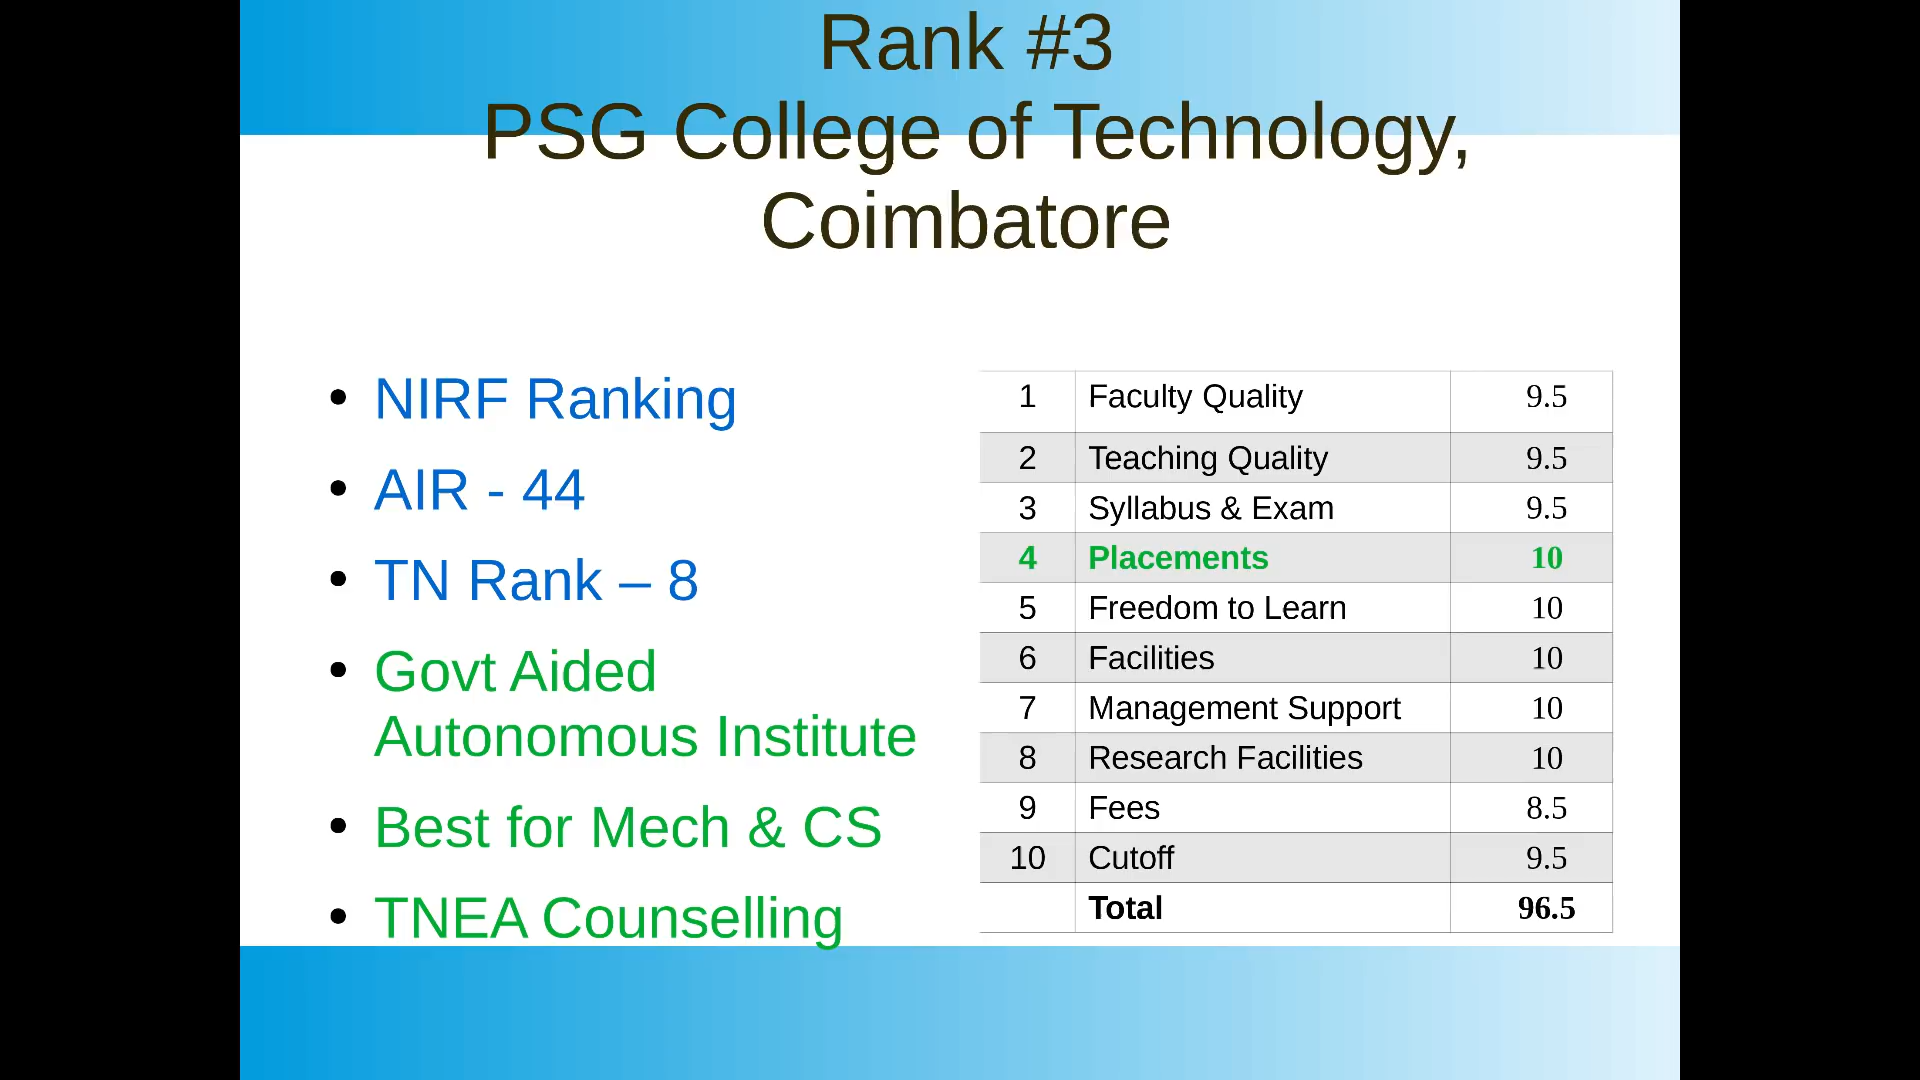 Rank #3
PSG College of Technology,
Coimbatore
• NIRF Ranking
• AIR - 44
• TN Rank – 8
• Govt Aided
Autonomous Institute
• Best for Mech & CS
• TNEA Counselling
1 Faculty Quality 9.5
2 Teaching Quality 9.5
3 Syllabus & Exam 9.5
4 Placements 10
5 Freedom to Learn 10
6 Facilities 10
7 Management Support 10
8 Research Facilities 10
9 Fees 8.5
10 Cutoff 9.5
Total 96.5